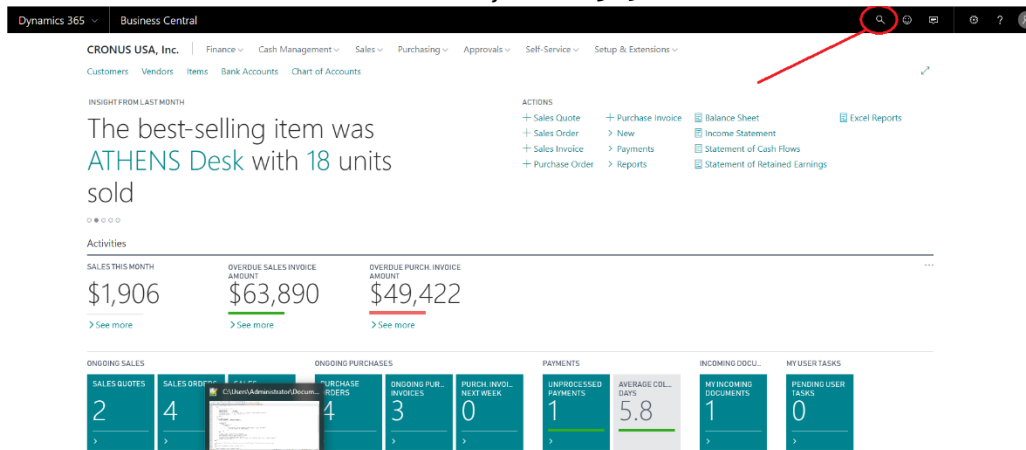 Dynamics 365 Business Central
?
CRONUS USA, Inc. Finance Cash Management Sales Purchasing Approvals Self-Service Setup & Extensions
Customers Vendors Items Bank Accounts Chart of Accounts
INSIGHT FROM LAST MONTH
The best-selling item was
ATHENS Desk with 18 units
sold
ACTIONS
+ Sales Quote + Purchase Invoice Balance Sheet Excel Reports
+ Sales Order > New Income Statement
+ Sales Invoice > Payments Statement of Cash Flows
+ Purchase Order > Reports Statement of Retained Earnings
Activities
SALES THIS MONTH
$1,906
> See more
OVERDUE SALES INVOICE
AMOUNT
$63,890
> See more
OVERDUE PURCH. INVOICE
AMOUNT
$49,422
> See more
...
ONGOING SALES
SALES QUOTES
2
>
SALES ORDERS
4
>
SALES
C:\Users\Administrator\Docum...
ONGOING PURCHASES
PURCHASE
ORDERS
4
ONGOING PUR...
INVOICES
3
>
PURCH. INVOI...
NEXT WEEK
0
>
PAYMENTS
UNPROCESSED
PAYMENTS
1
>
AVERAGE COL...
DAYS
5.8
>
INCOMING DOCU...
MY INCOMING
DOCUMENTS
1
>
MY USER TASKS
PENDING USER
TASKS
0
>